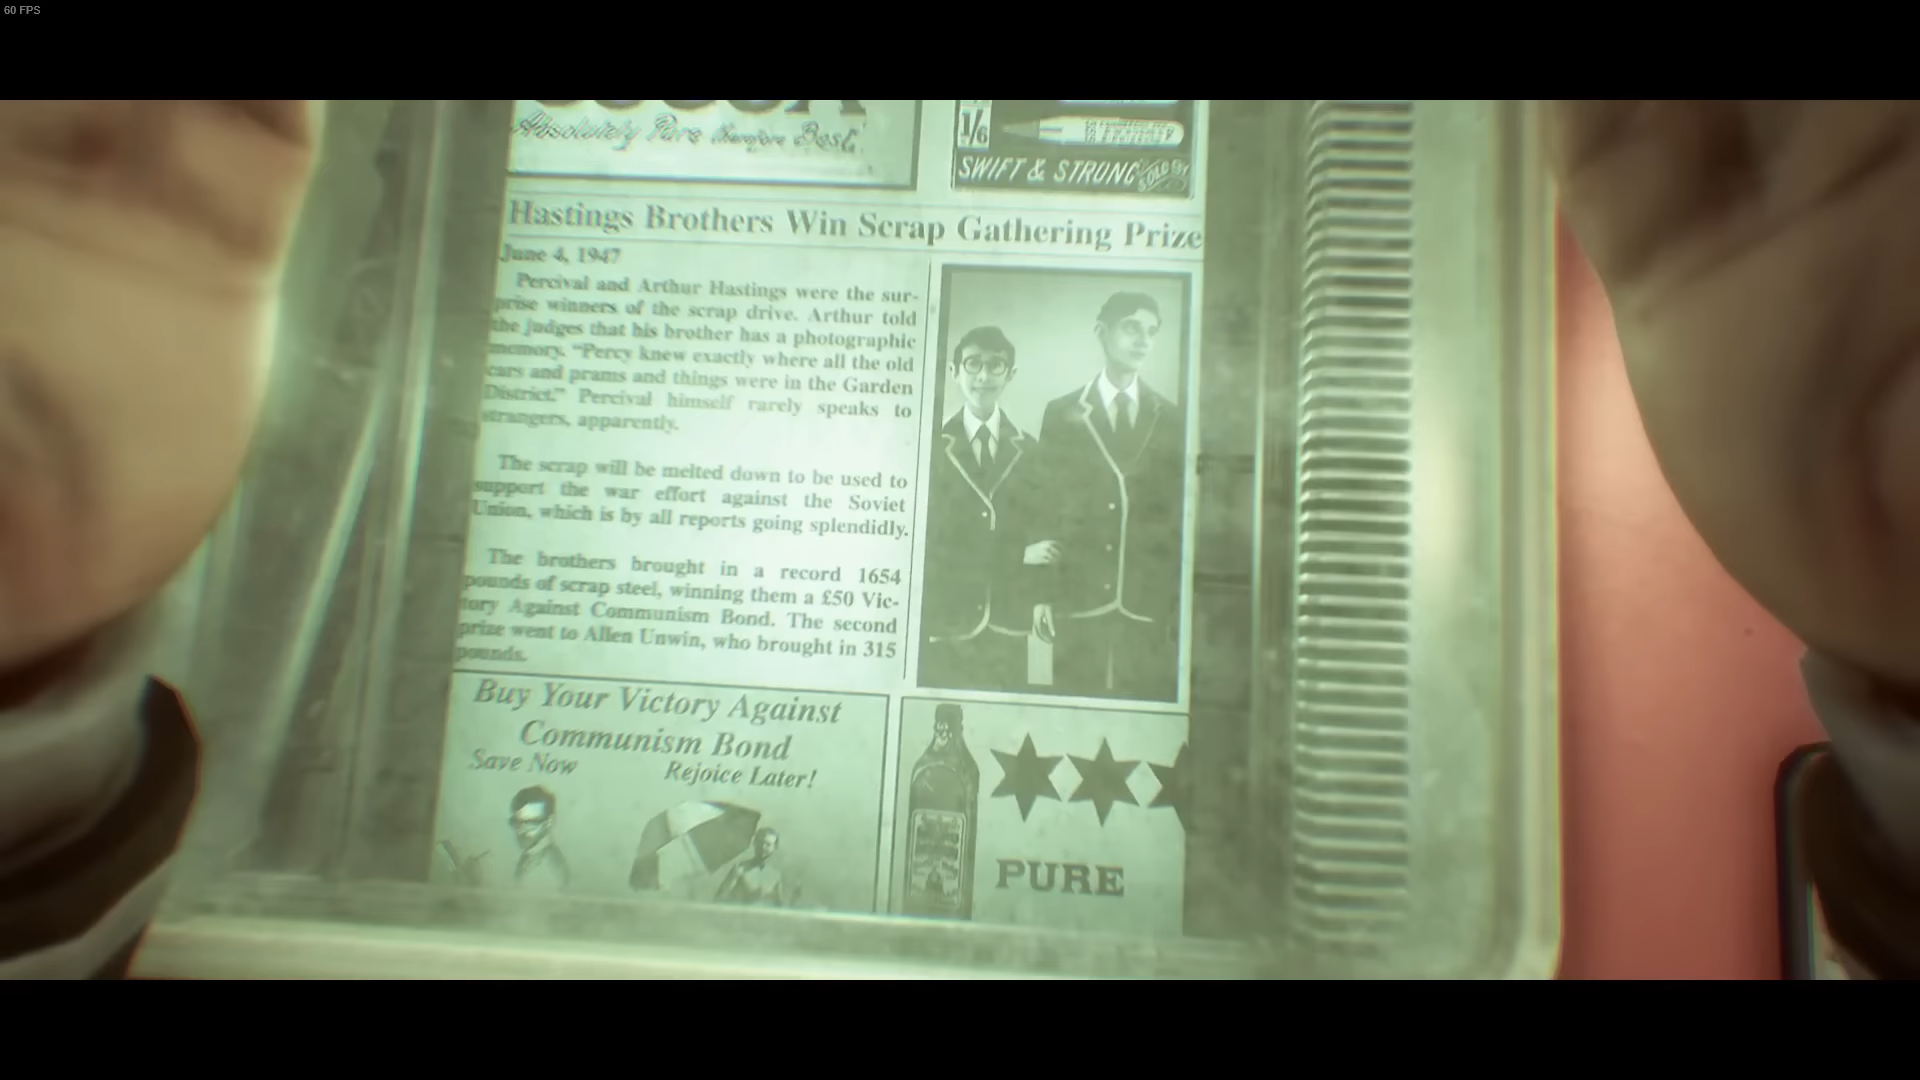 60 FPS
Absolutely Pure therefore Best.
1/6
SWIFT & STRONG
SOLD BY
Hastings Brothers Win Scrap Gathering Prize
June 4, 1947
Percival and Arthur Hastings were the sur-
prise winners of the scrap drive. Arthur told
the judges that his brother has a photographic
memory. "Percy knew exactly where all the old
cars and prams and things were in the Garden
District." Percival himself rarely speaks to
strangers, apparently.
The scrap will be melted down to be used to
support the war effort against the Soviet
Union, which is by all reports going splendidly.
The brothers brought in a record 1654
pounds of scrap steel, winning them a £50 Vic-
tory Against Communism Bond. The second
prize went to Allen Unwin, who brought in 315
pounds.
Buy Your Victory Against
Communism Bond
Save Now
Rejoice Later!
PURE